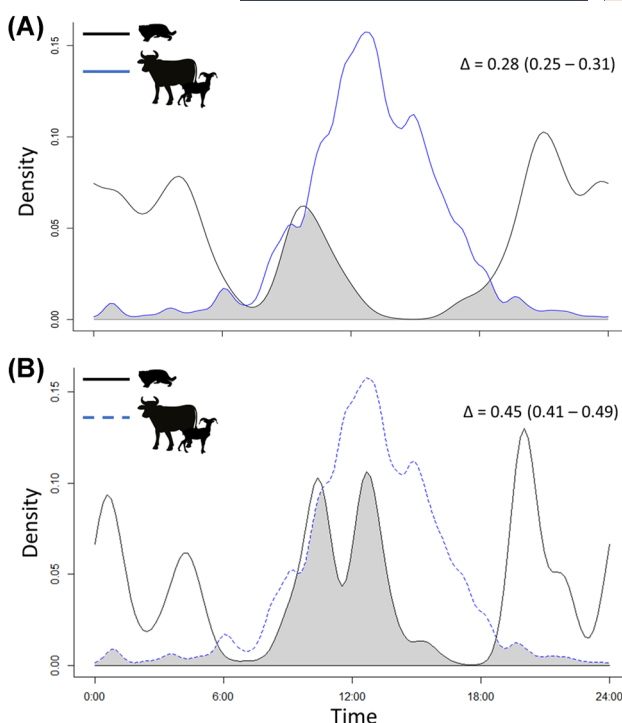 (A)
Δ = 0.28 (0.25 – 0.31)
0.15
0.10
0.05
0.00
Density
(B)
Δ = 0.45 (0.41 – 0.49)
0.15
0.10
0.05
0.00
Density
0:00 6:00 12:00 18:00 24:00
Time